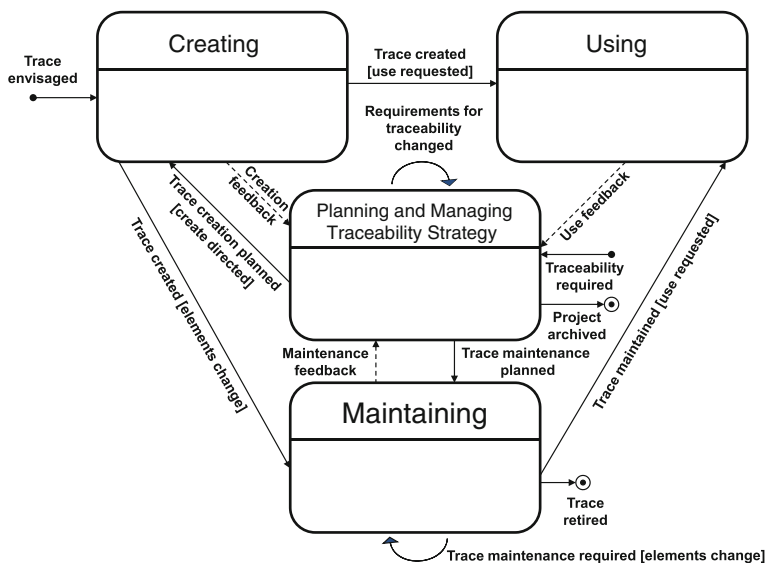 Creating
Using
Trace
envisaged
Trace created
[use requested]
Requirements for
traceability
changed
Creation
feedback
Trace creation planned
[create directed]
Planning and Managing
Traceability Strategy
Use feedback
Traceability
required
Project
archived
Trace created [elements change]
Maintenance
feedback
Trace maintenance
planned
Trace maintained [use requested]
Maintaining
Trace
retired
Trace maintenance required [elements change]